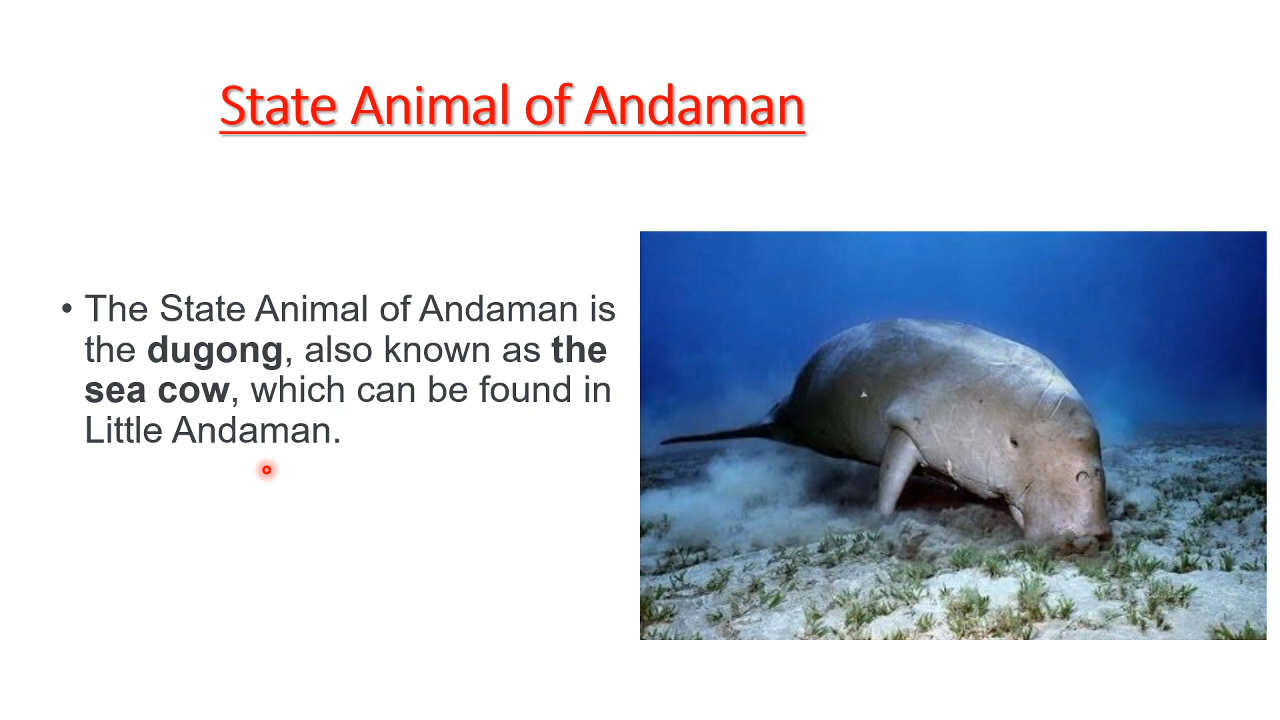 State Animal of Andaman
• The State Animal of Andaman is
the dugong, also known as the
sea cow, which can be found in
Little Andaman.